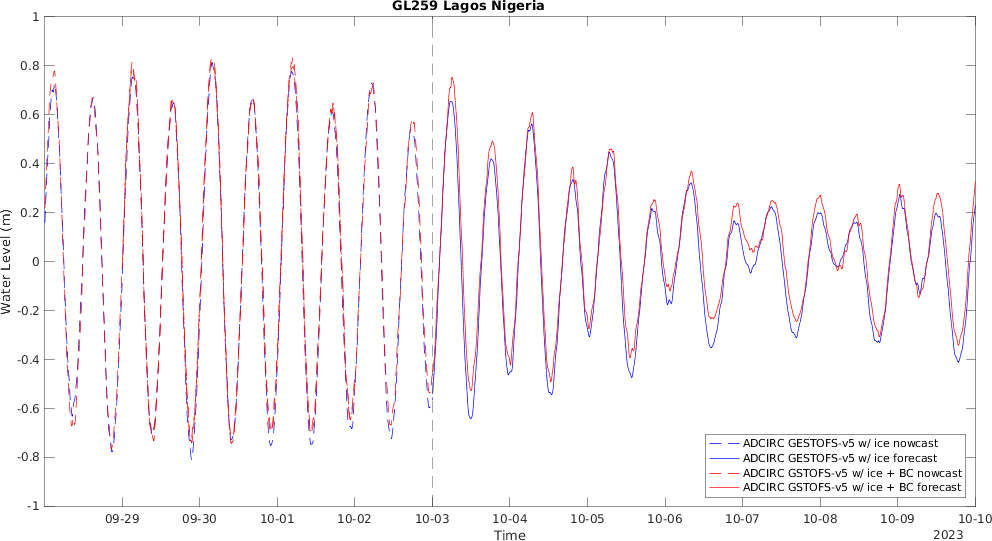 GL259 Lagos Nigeria
1
0.8
0.6
0.4
0.2
0
-0.2
-0.4
-0.6
-0.8
-1
Water Level (m)
ADCIRC GESTOFS-v5 w/ ice nowcast
ADCIRC GESTOFS-v5 w/ ice forecast
ADCIRC GSTOFS-v5 w/ ice + BC nowcast
ADCIRC GSTOFS-v5 w/ ice + BC forecast
09-29 09-30 10-01 10-02 10-03 10-04 10-05 10-06 10-07 10-08 10-09 10-10
Time
2023